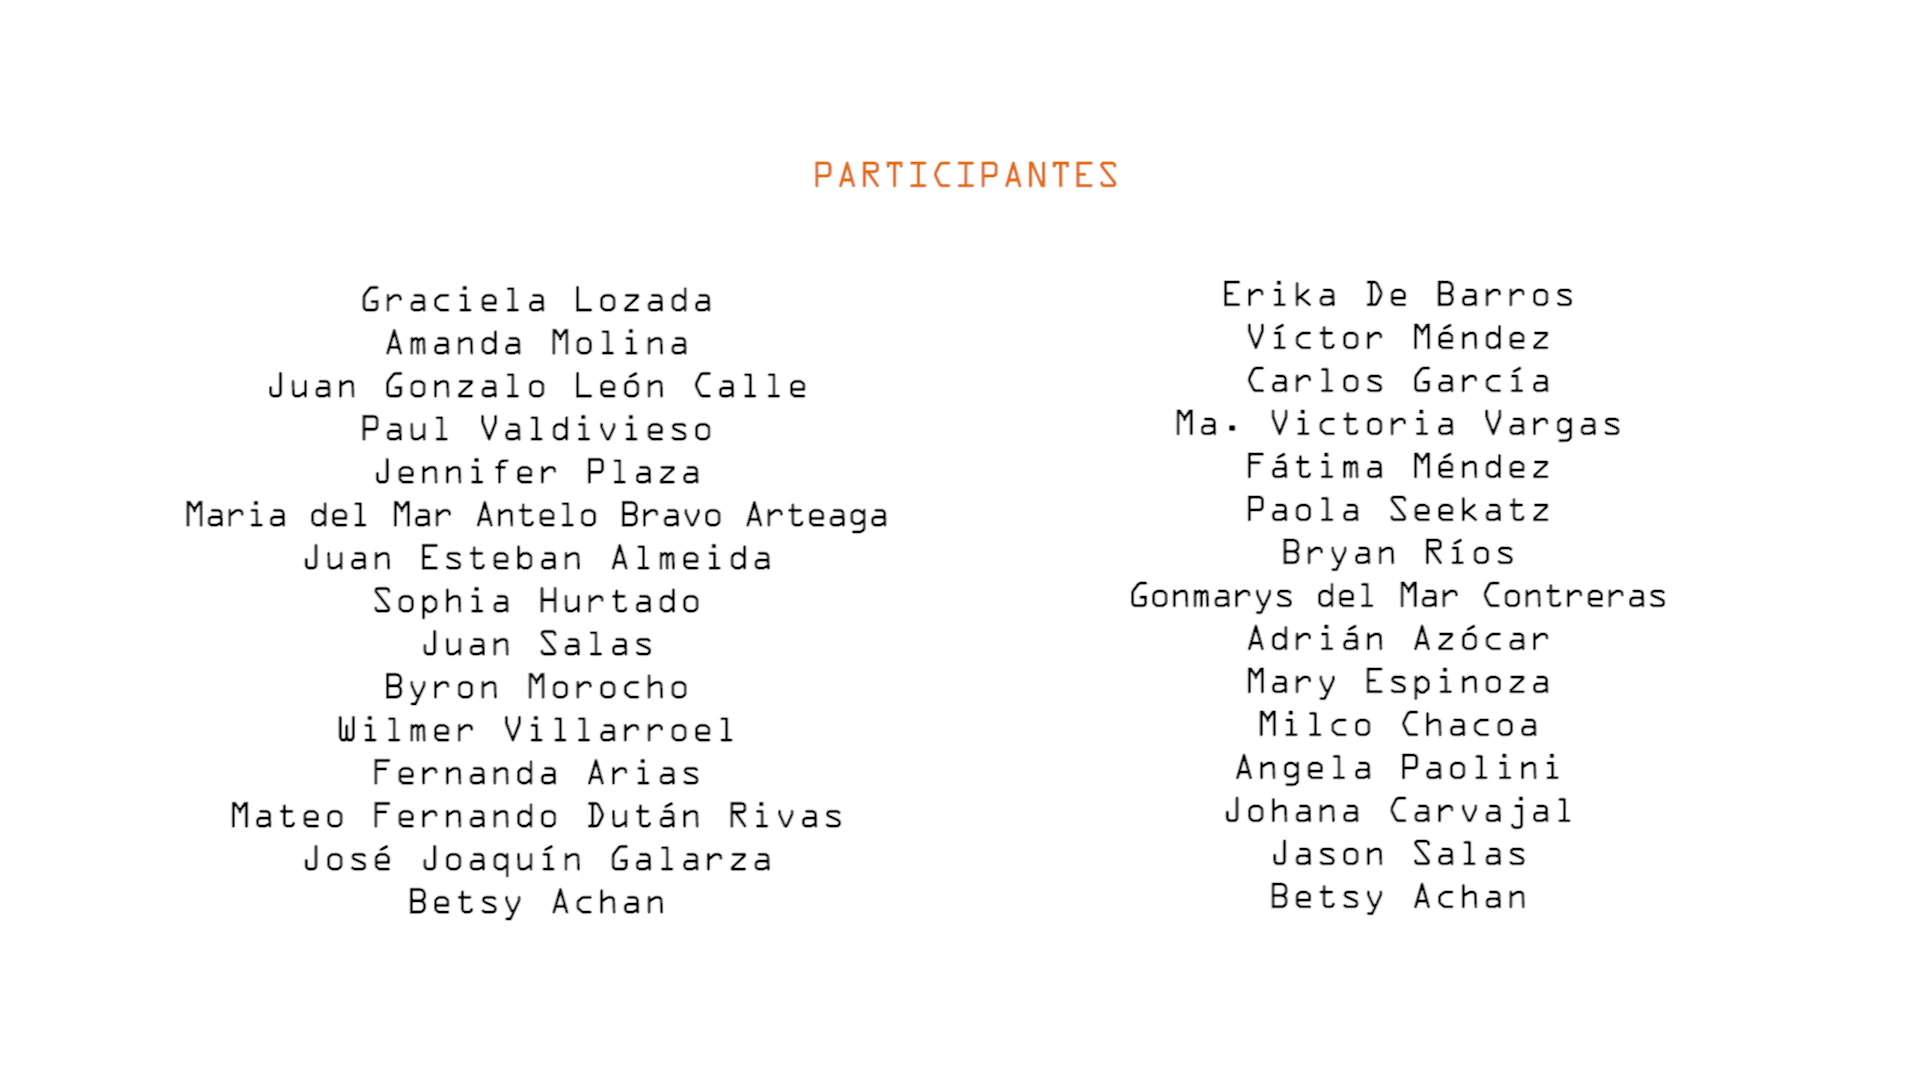 PARTICIPANTES
Graciela Lozada
Amanda Molina
Juan Gonzalo León Calle
Paul Valdivieso
Jennifer Plaza
Maria del Mar Antelo Bravo Arteaga
Juan Esteban Almeida
Sophia Hurtado
Juan Salas
Byron Morocho
Wilmer Villarroel
Fernanda Arias
Mateo Fernando Dután Rivas
José Joaquín Galarza
Betsy Achan
Erika De Barros
Víctor Méndez
Carlos García
Ma. Victoria Vargas
Fátima Méndez
Paola Seekatz
Bryan Ríos
Gonmarys del Mar Contreras
Adrián Azócar
Mary Espinoza
Milco Chacoa
Angela Paolini
Johana Carvajal
Jason Salas
Betsy Achan